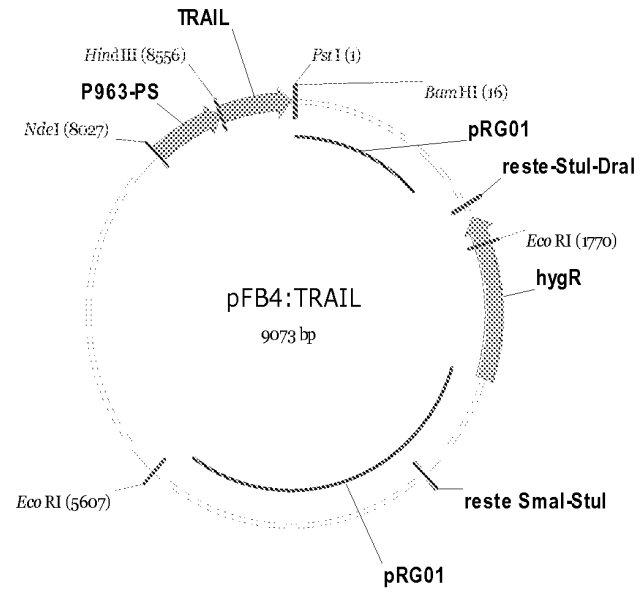 TRAIL
HindIII (8556)
PstI (1)
P963-PS
BamHI (16)
NdeI (8027)
pRG01
reste-StuI-DraI
EcoRI (1770)
hygR
pFB4:TRAIL
9073 bp
EcoRI (5607)
reste SmaI-StuI
pRG01